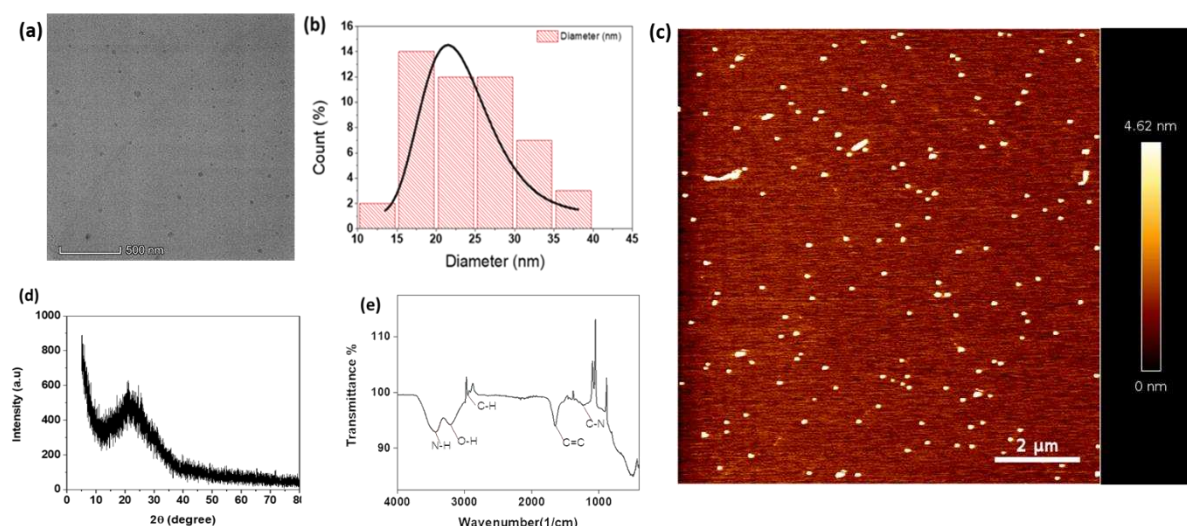 (a)
500 nm
(b)
Count (%)
16
14
12
10
8
6
4
2
0
Diameter (nm)
10 15 20 25 30 35 40 45
Diameter (nm)
(c)
4.62 nm
0 nm
2 μm
(d)
Intensity (a.u)
1000
800
600
400
200
0
0 10 20 30 40 50 60 70 80
2θ (degree)
(e)
Transmittance %
110
100
90
C-H
N-H
O-H
C=C
C-N
4000 3000 2000 1000
Wavenumber(1/cm)